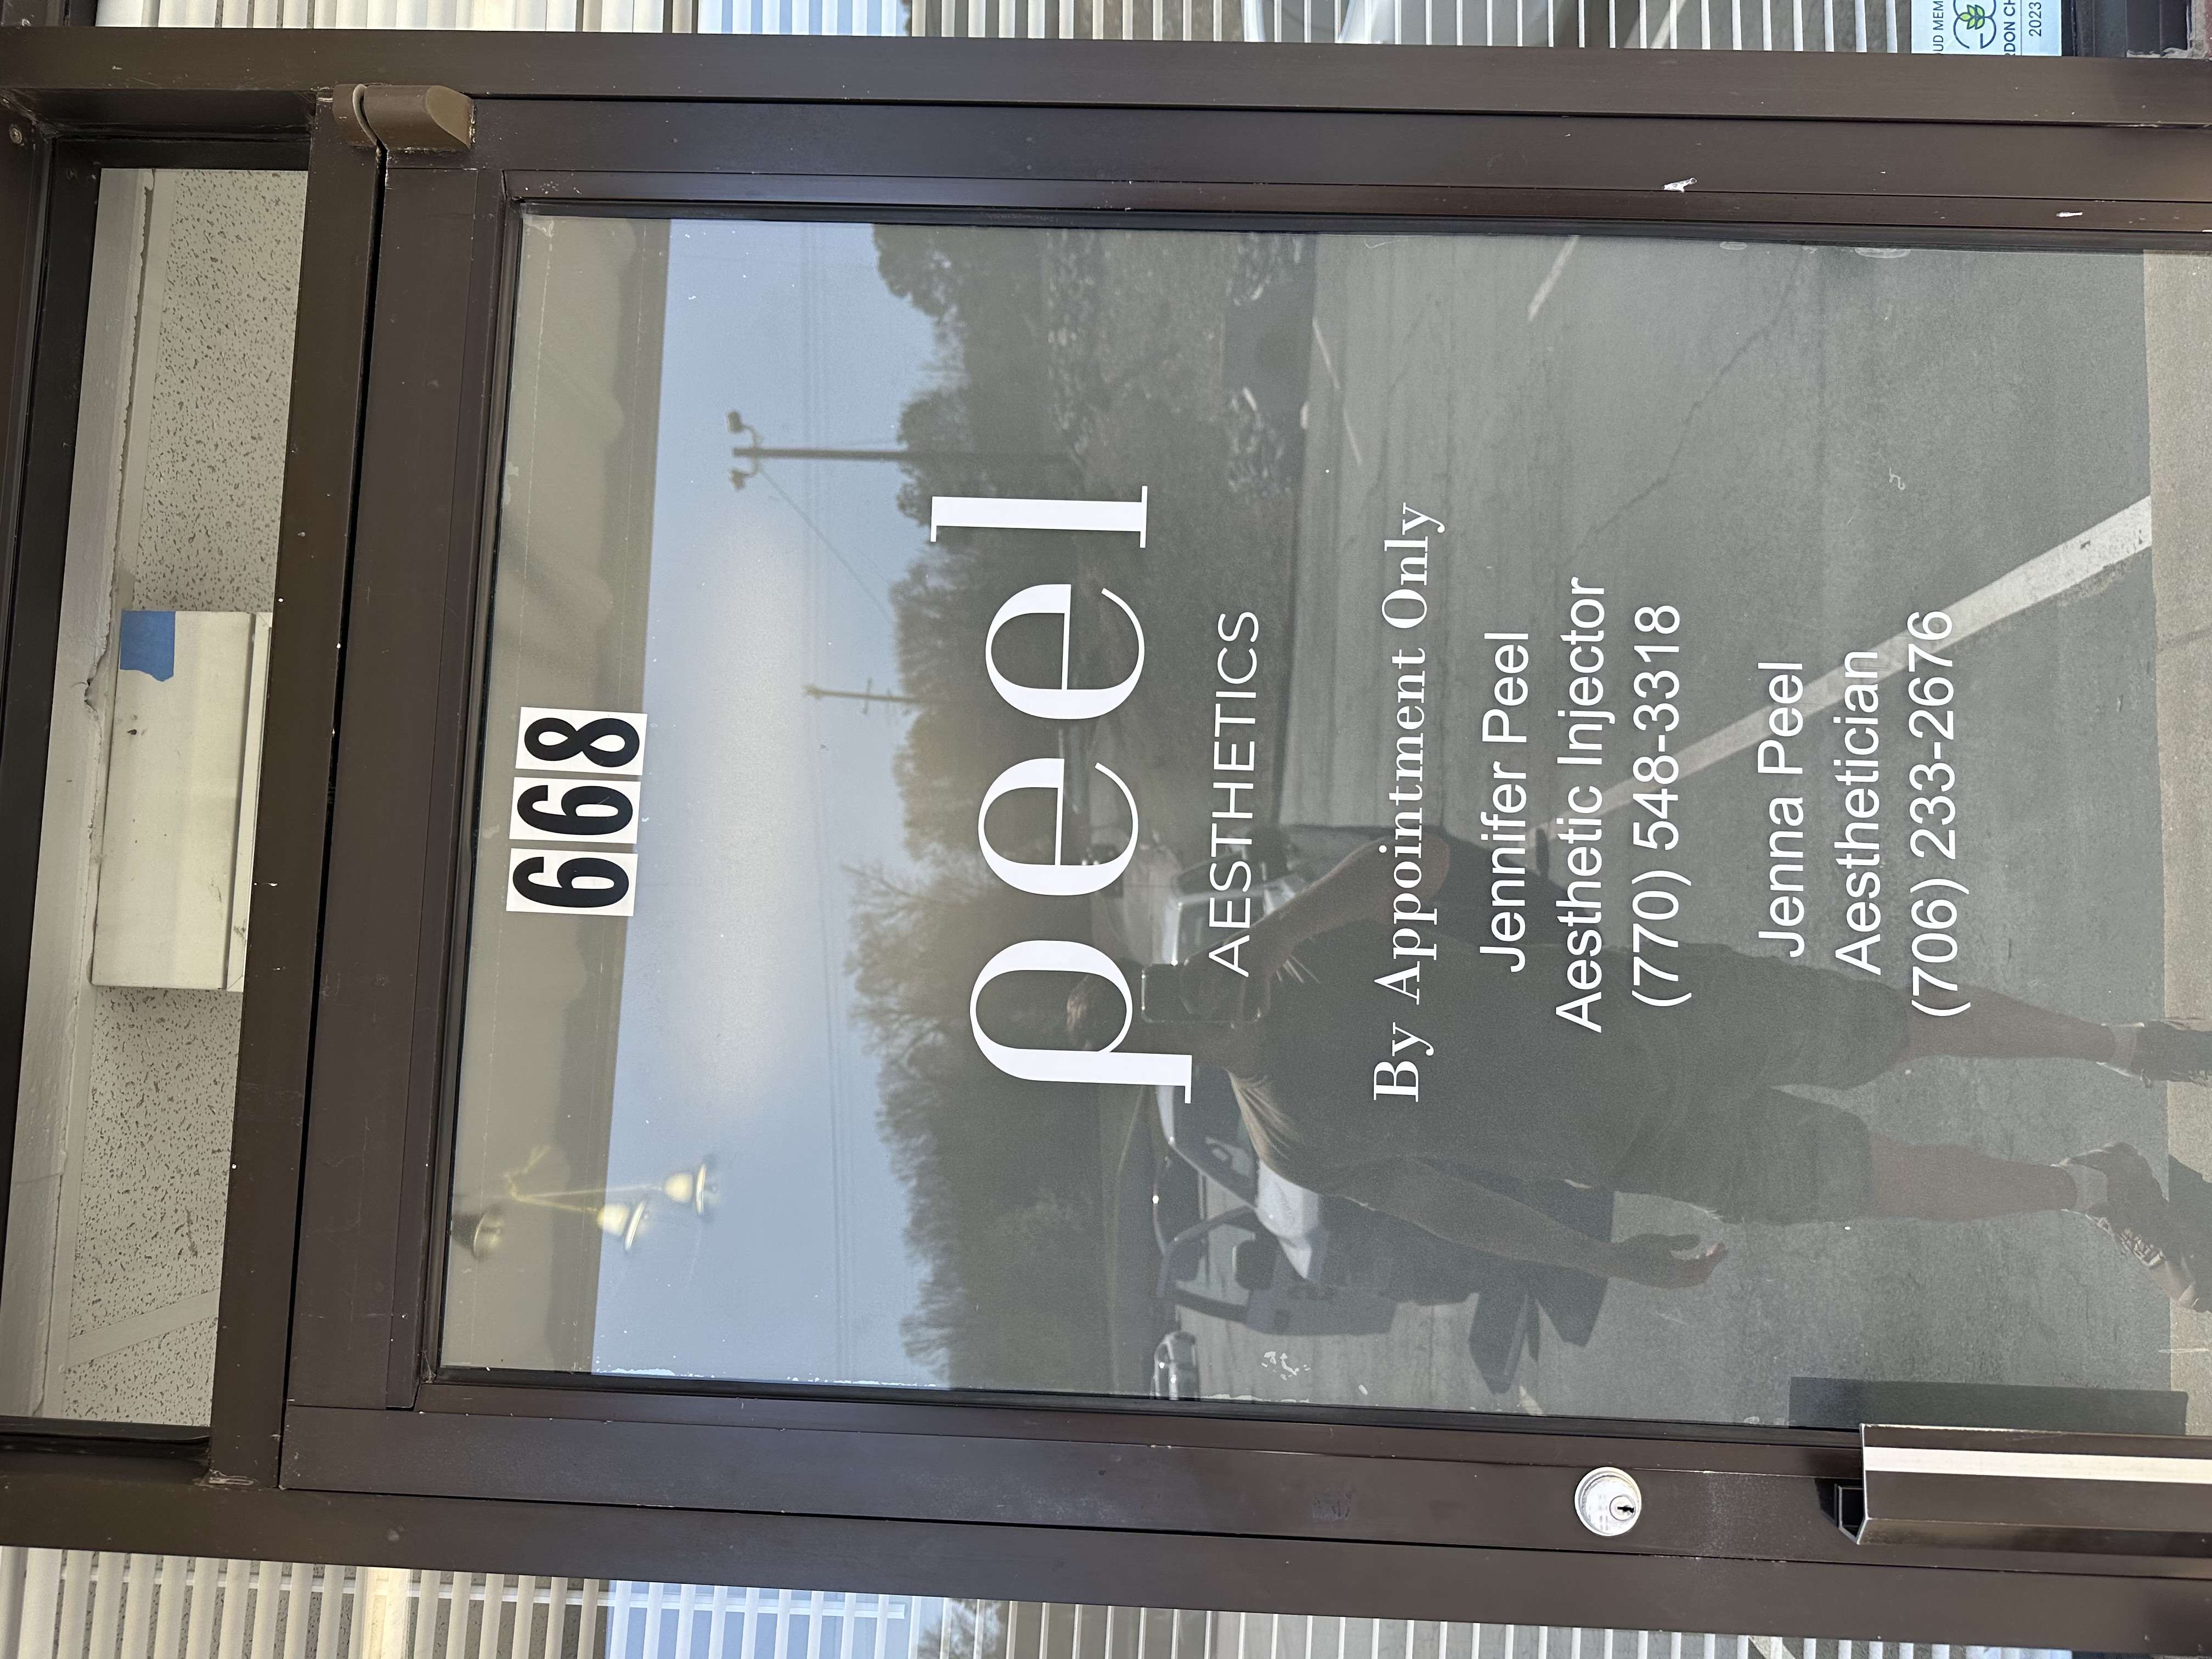 668
peel
AESTHETICS
By Appointment Only
Jennifer Peel
Aesthetic Injector
(770) 548-3318
Jenna Peel
Aesthetician
(706) 233-2676
2023